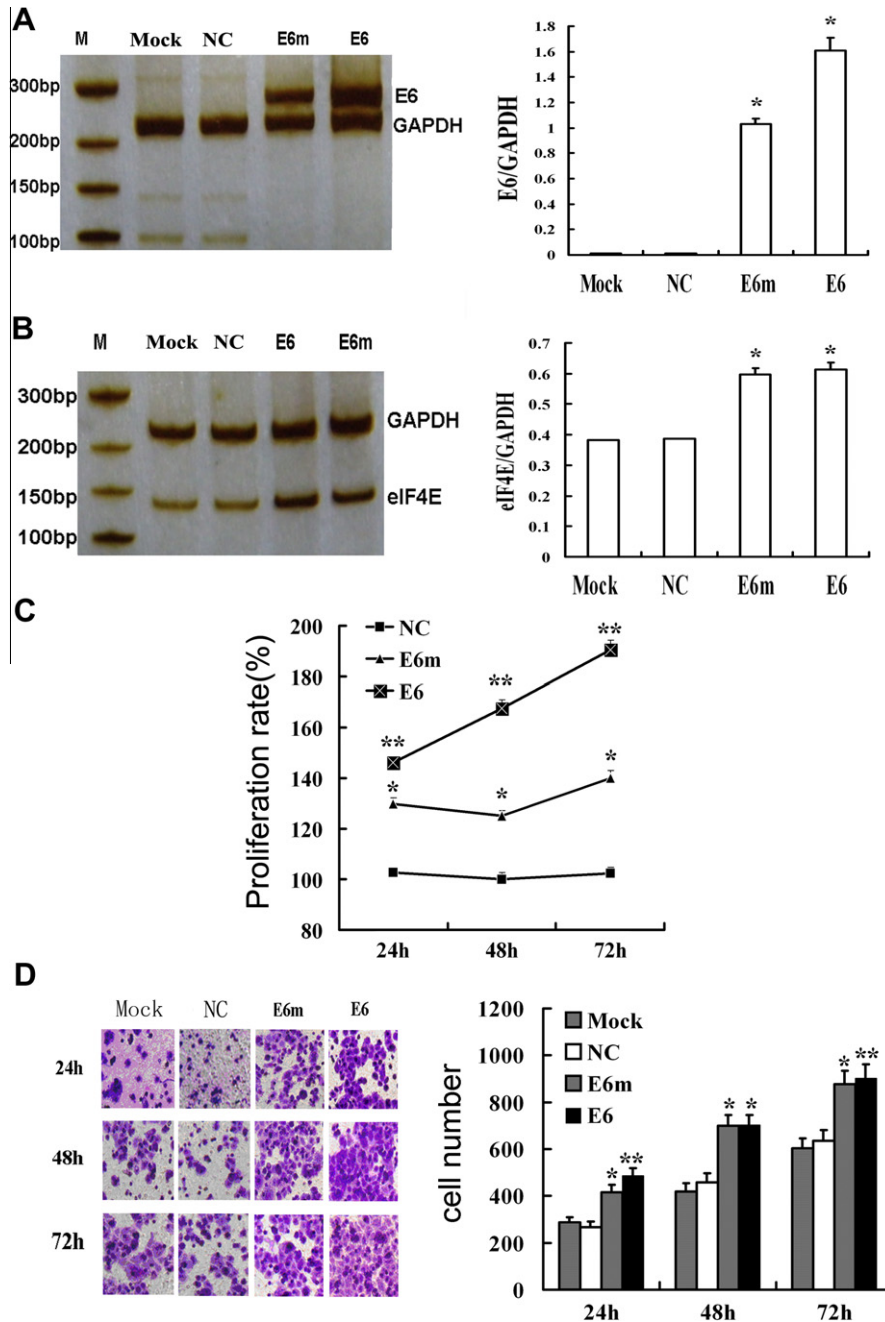 A
M Mock NC E6m E6
300bp
200bp
150bp
100bp
E6
GAPDH
E6/GAPDH
1.8
1.6
1.4
1.2
1
0.8
0.6
0.4
0.2
0
*
*
Mock NC E6m E6
B
M Mock NC E6 E6m
300bp
200bp
150bp
100bp
GAPDH
eIF4E
eIF4E/GAPDH
0.7
0.6
0.5
0.4
0.3
0.2
0.1
0
* *
Mock NC E6m E6
C
Proliferation rate(%)
200
180
160
140
120
100
80
NC
E6m
E6
** ** **
* * *
24h 48h 72h
D
Mock NC E6m E6
24h
48h
72h
cell number
1200
1000
800
600
400
200
0
Mock
NC
E6m
E6
* ** * * * **
24h 48h 72h